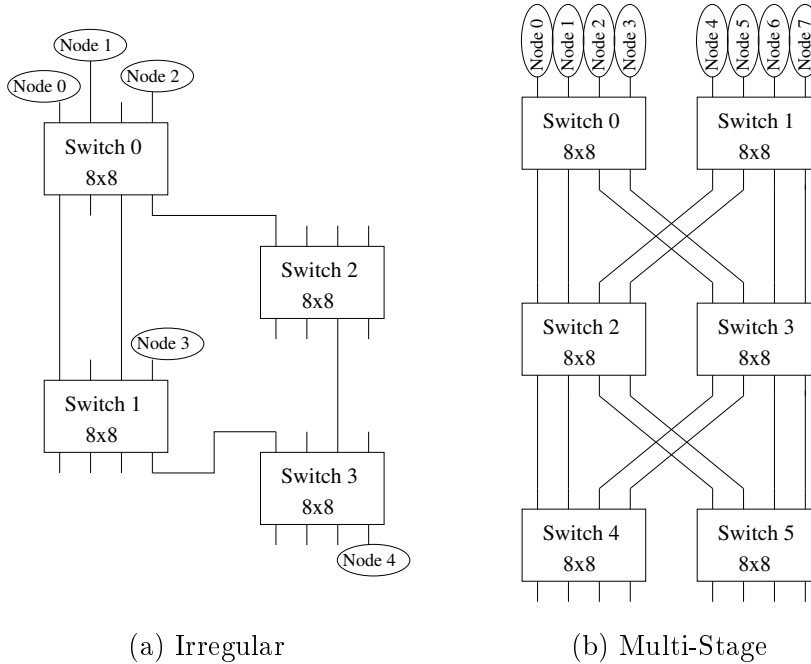 Node 1
Node 0
Node 2
Switch 0
8x8
Switch 2
8x8
Node 3
Switch 1
8x8
Switch 3
8x8
Node 4
(a) Irregular
Node 0
Node 1
Node 2
Node 3
Node 4
Node 5
Node 6
Node 7
Switch 0
8x8
Switch 1
8x8
Switch 2
8x8
Switch 3
8x8
Switch 4
8x8
Switch 5
8x8
(b) Multi-Stage